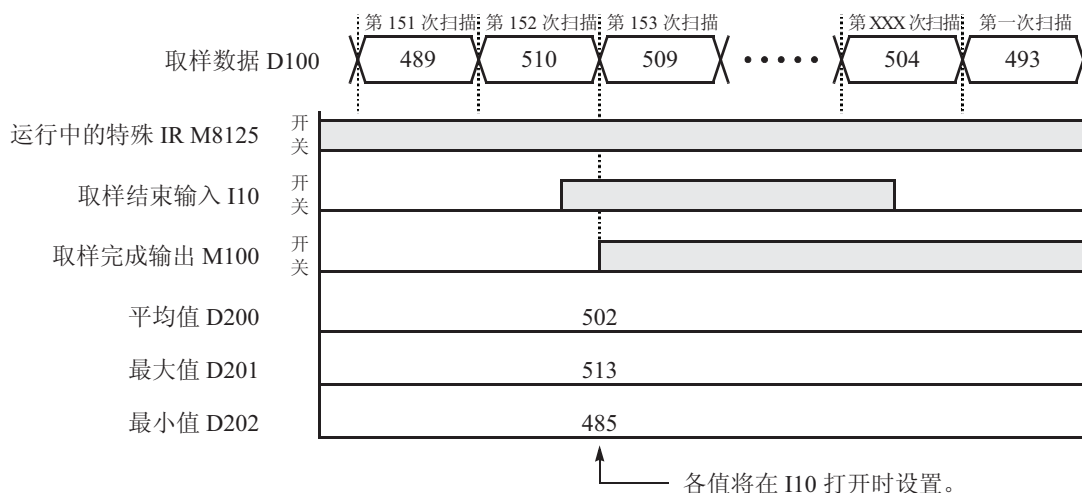 第 151 次扫描 第 152 次扫描 第 153 次扫描 第 XXX 次扫描 第一次扫描
取样数据 D100 489 510 509 504 493
运行中的特殊 IR M8125 开 关
取样结束输入 I10 开 关
取样完成输出 M100 开 关
平均值 D200 502
最大值 D201 513
最小值 D202 485
各值将在 I10 打开时设置。